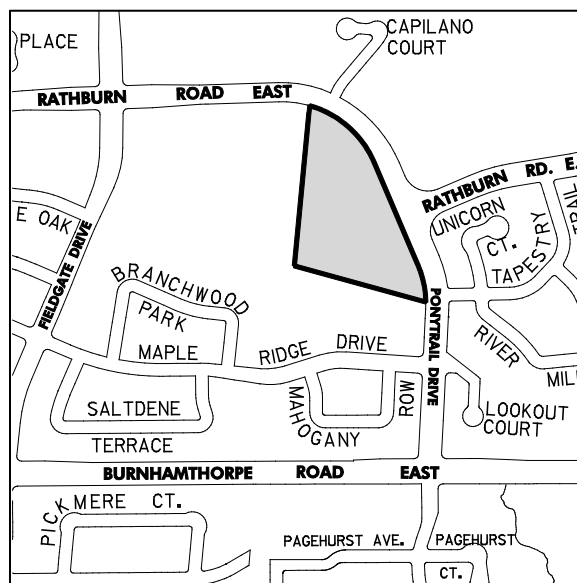 PLACE
CAPILANO
COURT
RATHBURN ROAD EAST
RATHBURN RD. E.
UNICORN
CT.
TAPESTRY
TRAIL
E OAK
FIELDGATE DRIVE
BRANCHWOOD
PARK
MAPLE RIDGE DRIVE
PONYTRAIL DRIVE
RIVER
MILL
SALTDENE
TERRACE
MAHOGANY
ROW
LOOKOUT
COURT
BURNHAMTHORPE ROAD EAST
PICKMERE CT.
PAGEHURST AVE.
PAGEHURST
CT.